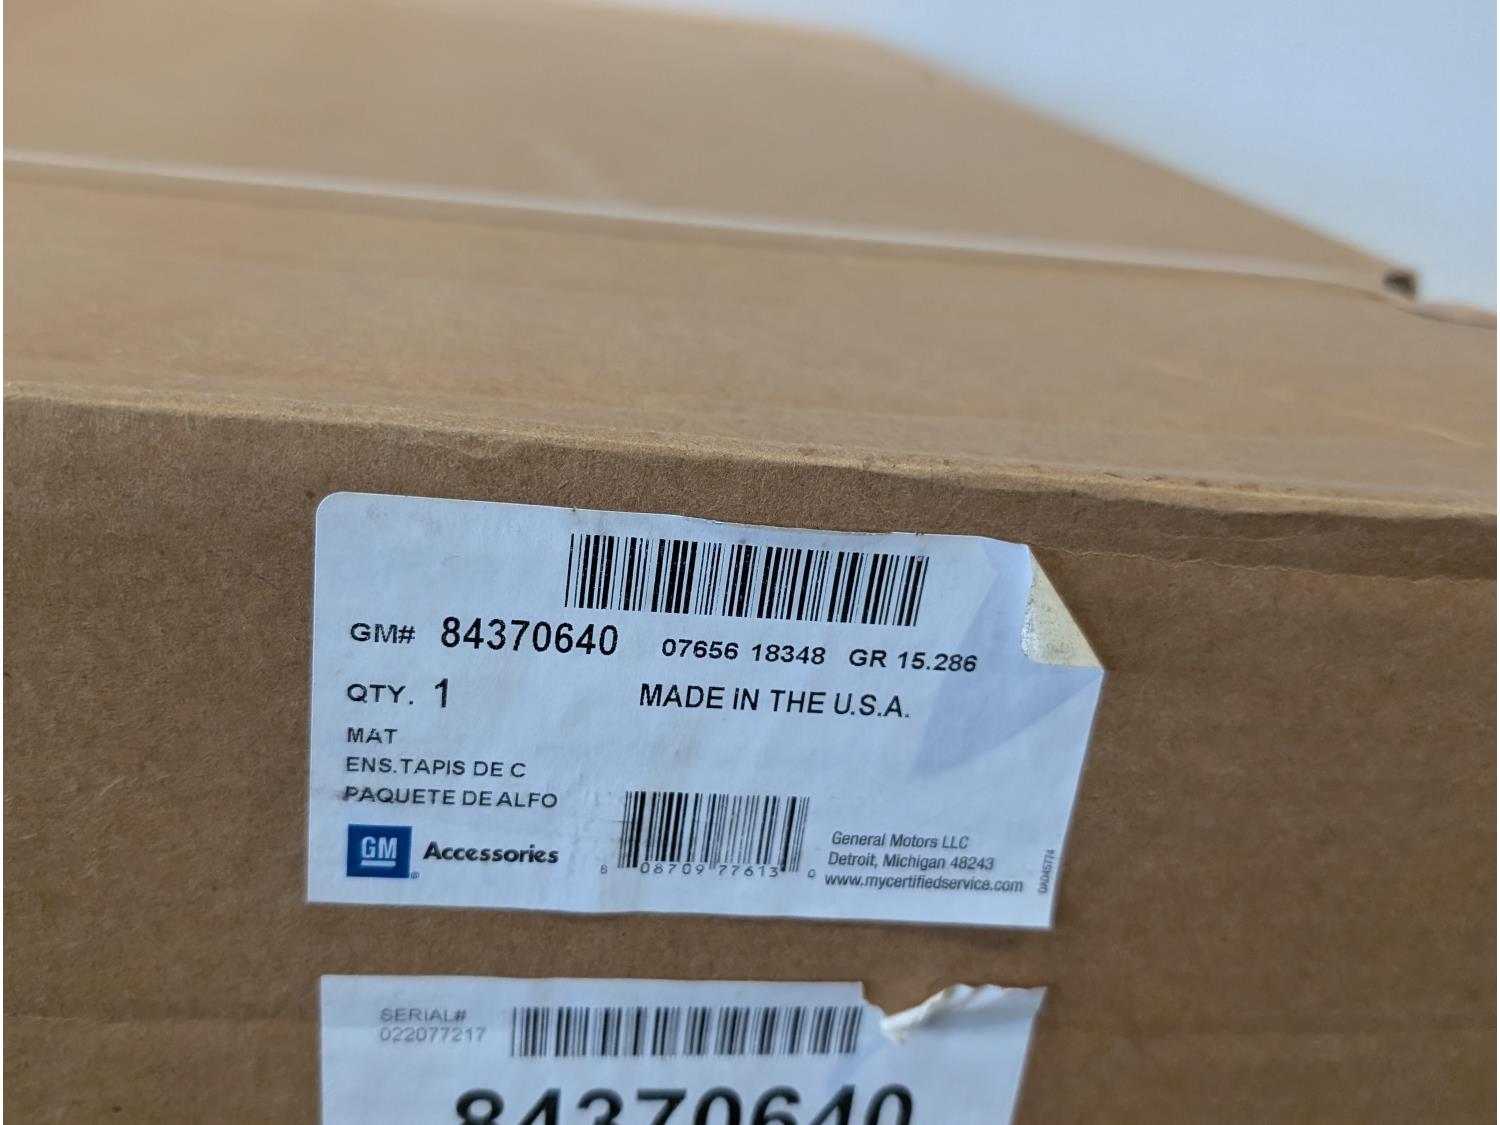 GM# 84370640 07656 18348 GR 15.286
QTY. 1 MADE IN THE U.S.A.
MAT
ENS.TAPIS DE C
PAQUETE DE ALFO
GM Accessories
8 08709 77613 0
General Motors LLC
Detroit, Michigan 48243
www.mycertifiedservice.com
SERIAL#
022077217
84370640